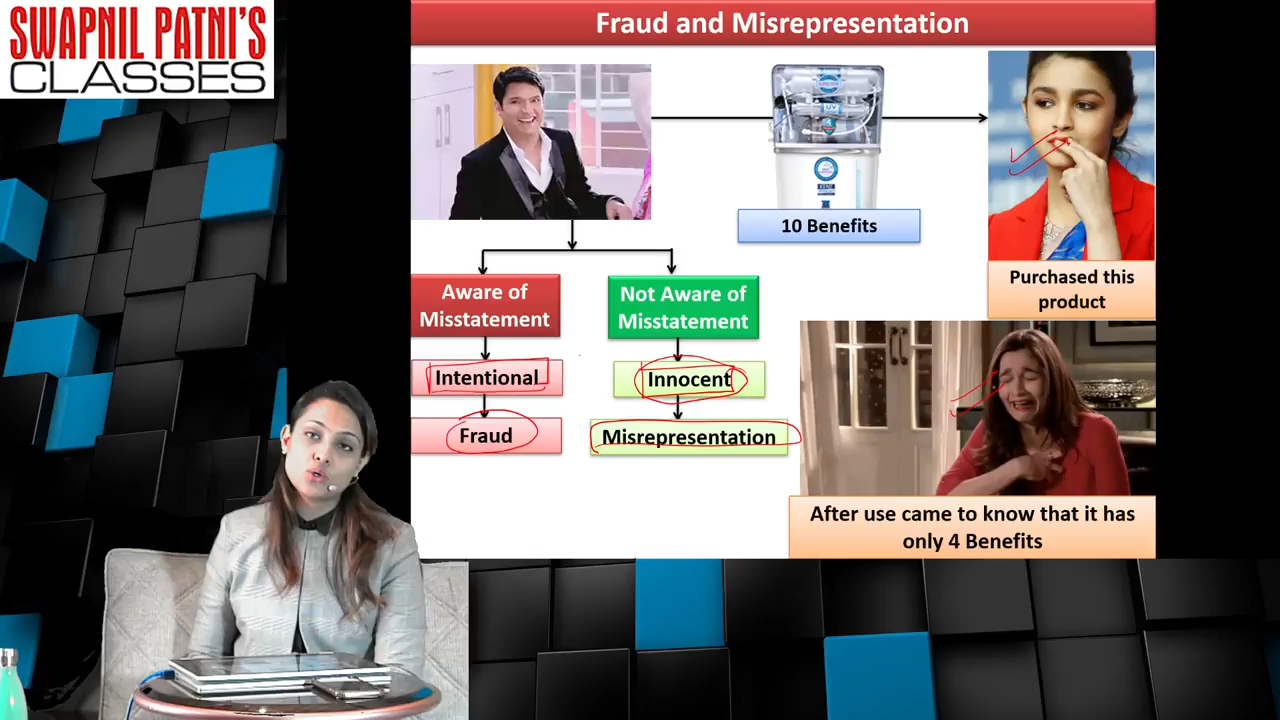 SWAPNIL PATNI'S
CLASSES
Fraud and Misrepresentation
10 Benefits
Purchased this
product
Aware of
Misstatement
Not Aware of
Misstatement
Intentional
Innocent
Fraud
Misrepresentation
After use came to know that it has
only 4 Benefits